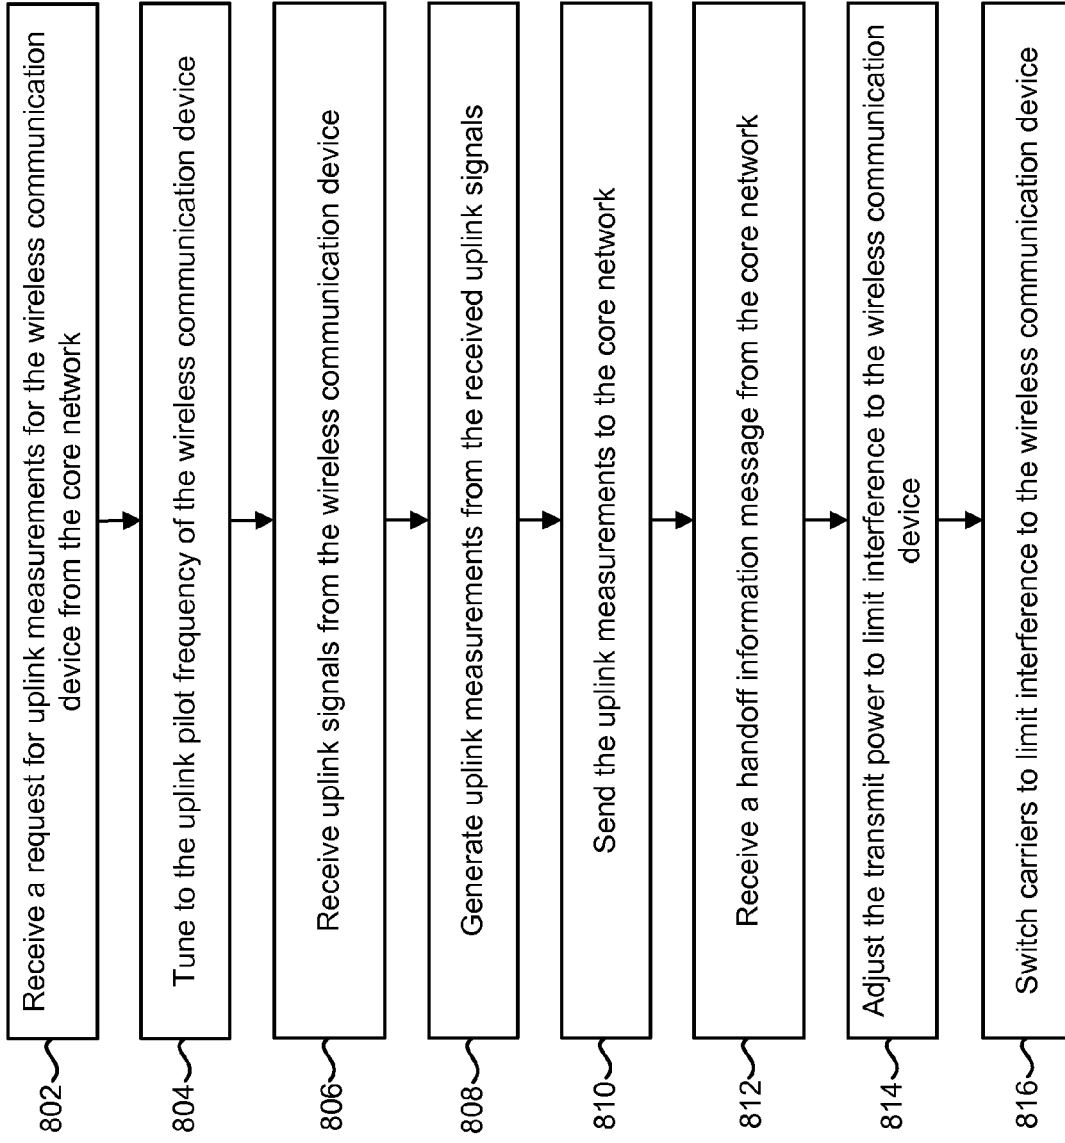 802
Receive a request for uplink measurements for the wireless communication
device from the core network
804
Tune to the uplink pilot frequency of the wireless communication device
806
Receive uplink signals from the wireless communication device
808
Generate uplink measurements from the received uplink signals
810
Send the uplink measurements to the core network
812
Receive a handoff information message from the core network
814
Adjust the transmit power to limit interference to the wireless communication
device
816
Switch carriers to limit interference to the wireless communication device